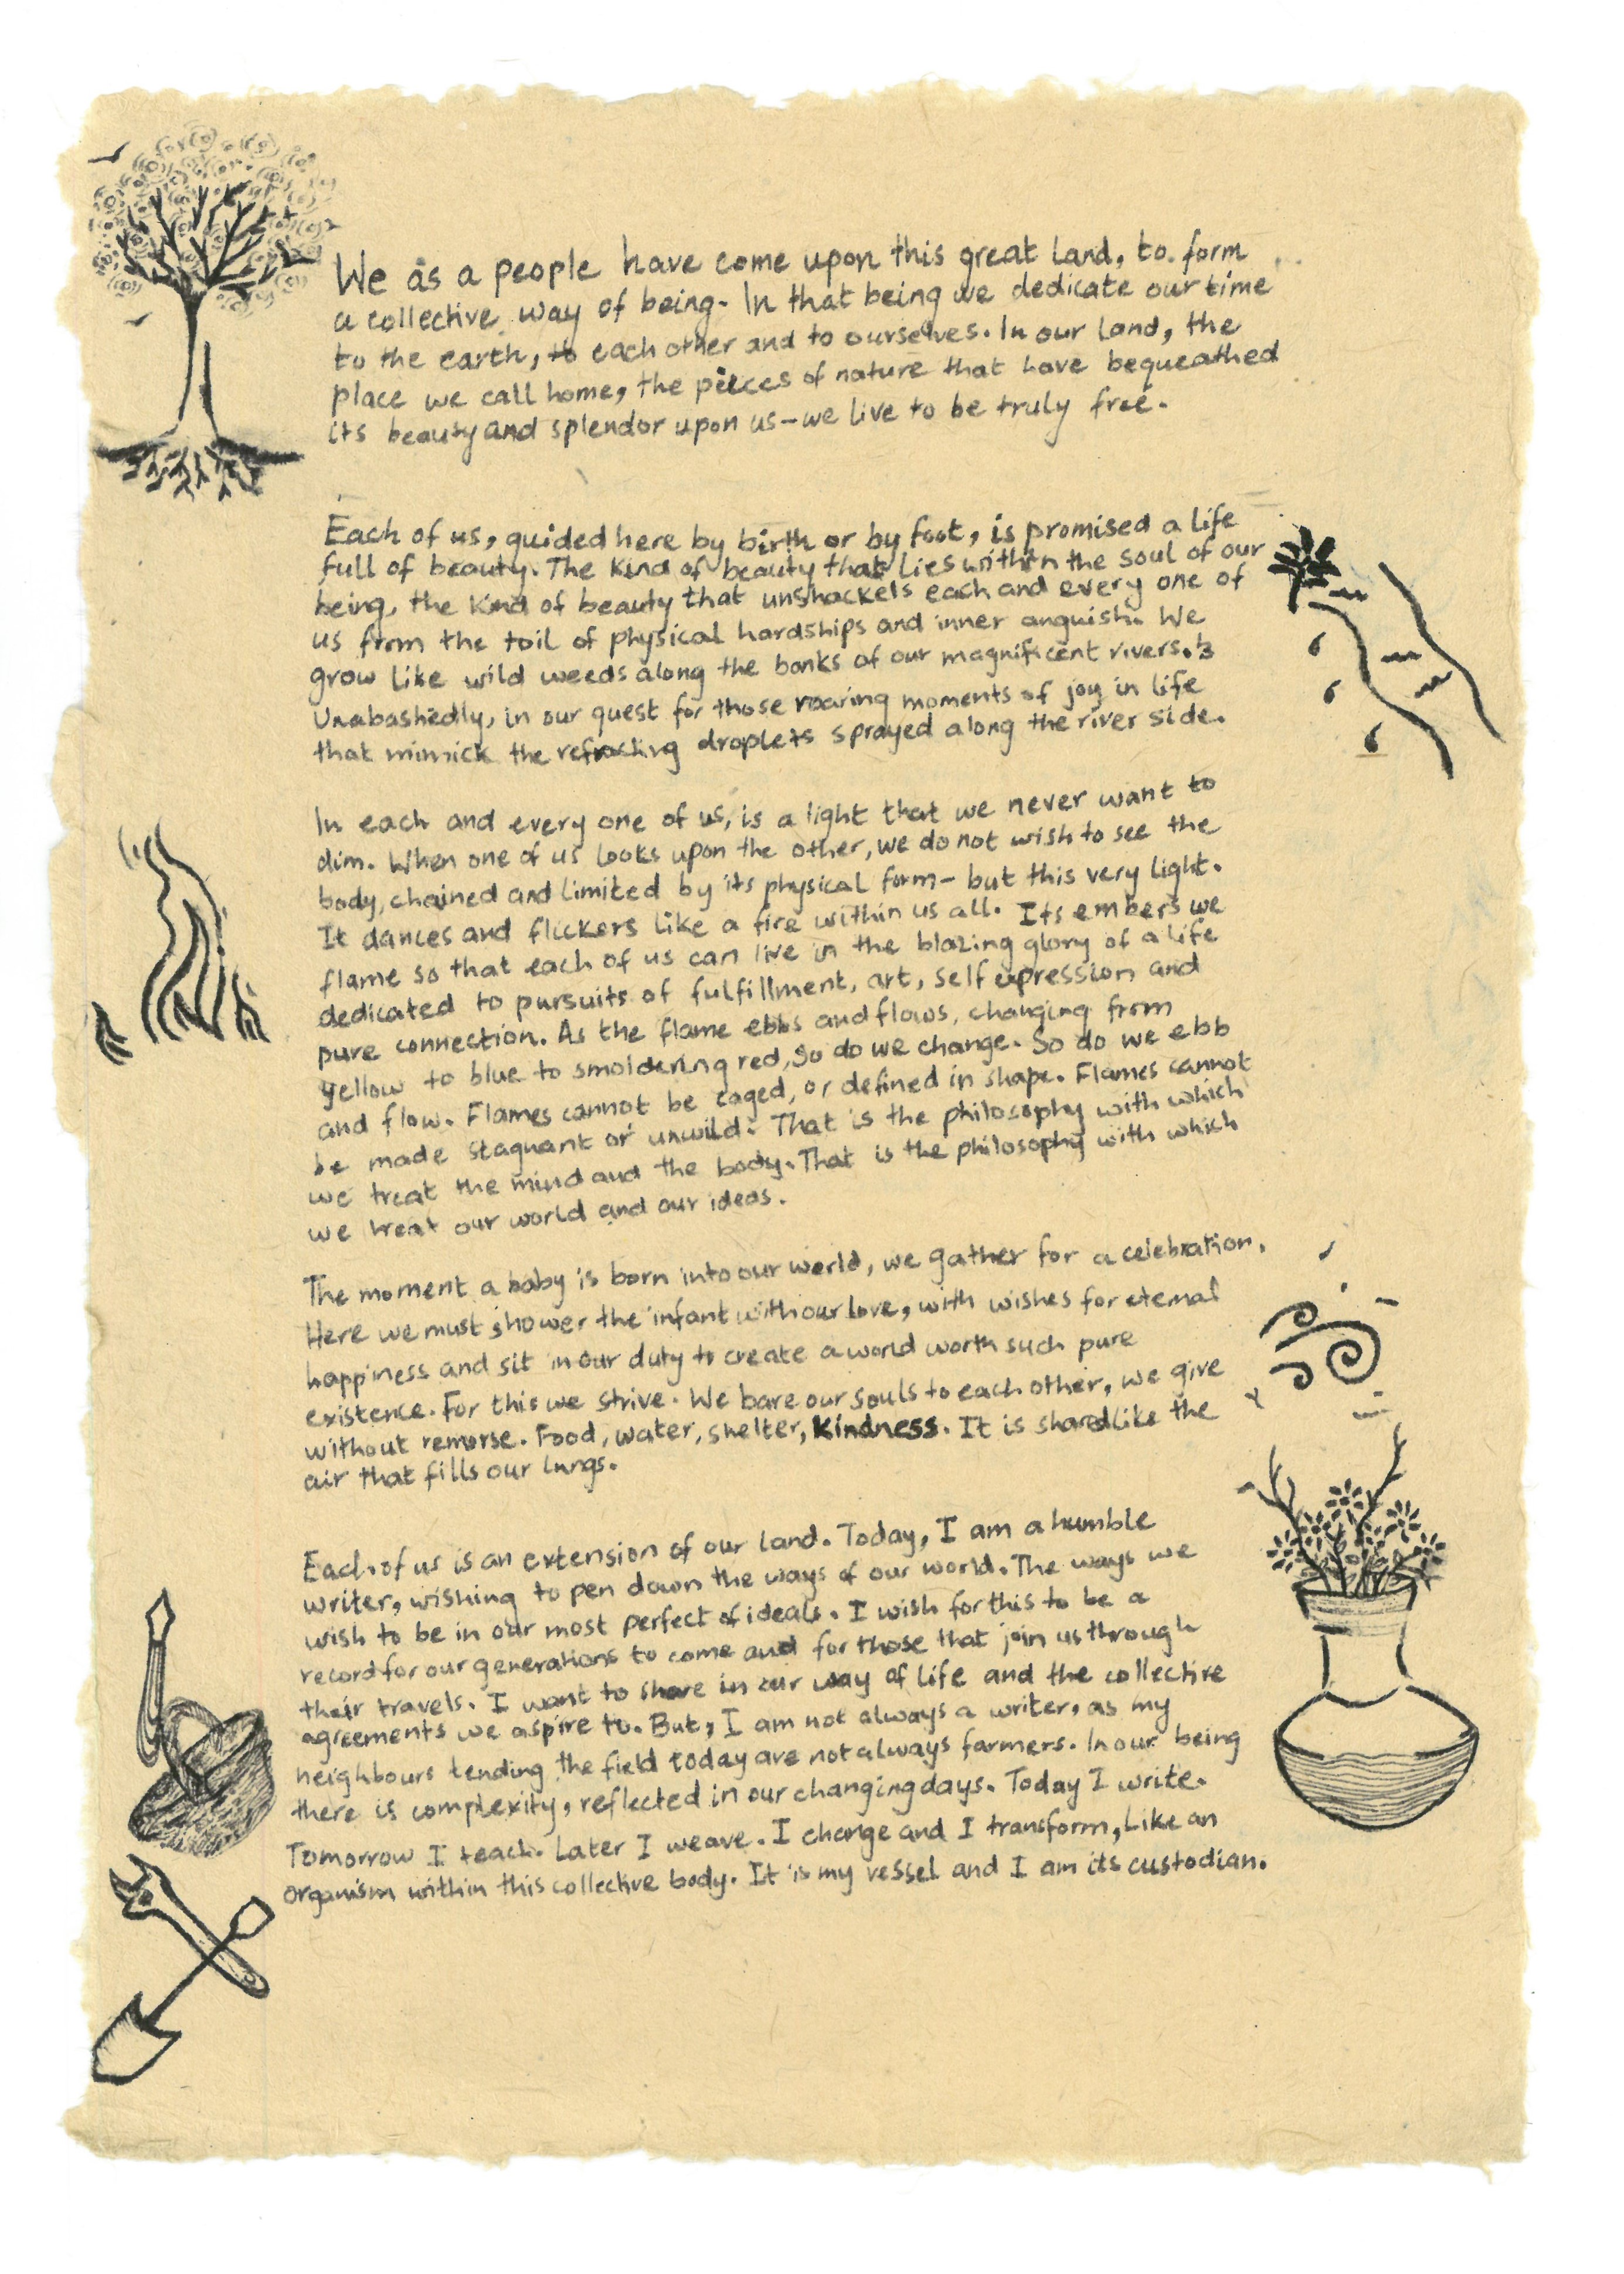 We as a people have come upon this great land, to form
a collective way of being. In that being we dedicate our time
to the earth, to each other and to ourselves. In our land, the
place we call home, the pieces of nature that have bequeathed
its beauty and splendor upon us - we live to be truly free.
Each of us, guided here by birth or by foot, is promised a life
full of beauty. The kind of beauty that lies within the soul of our
being, the kind of beauty that unshackels each and every one of
us from the toil of physical hardships and inner anguish. We
grow like wild weeds along the banks of our magnificent rivers.
Unabashedly, in our quest for those roaring moments of joy in life
that mimick the refracting droplets sprayed along the river side.
In each and every one of us, is a light that we never want to
dim. When one of us looks upon the other, we do not wish to see the
body, chained and limited by its physical form - but this very light.
It dances and flickers like a fire within us all. Its embers we
flame so that each of us can live in the blazing glory of a life
dedicated to pursuits of fulfillment, art, self expression and
pure connection. As the flame ebbs and flows, changing from
yellow to blue to smoldering red, so do we change. So do we ebb
and flow. Flames cannot be caged, or defined in shape. Flames cannot
be made stagnant or unwild. That is the philosophy with which
we treat the mind and the body. That is the philosophy with which
we treat our world and our ideas.
The moment a baby is born into our world, we gather for a celebration.
Here we must shower the infant with our love, with wishes for eternal
happiness and sit in our duty to create a world worth such pure
existence. For this we strive. We bare our souls to each other, we give
without remorse. Food, water, shelter, kindness. It is shared like the
air that fills our lungs.
Each of us is an extension of our land. Today, I am a humble
writer, wishing to pen down the ways of our world. The ways we
wish to be in our most perfect of ideals. I wish for this to be a
record for our generations to come and for those that join us through
their travels. I want to share in our way of life and the collective
agreements we aspire to. But, I am not always a writer, as my
neighbours tending the field today are not always farmers. In our being
there is complexity, reflected in our changing days. Today I write.
Tomorrow I teach. Later I weave. I change and I transform, like an
organism within this collective body. It is my vessel and I am its custodian.